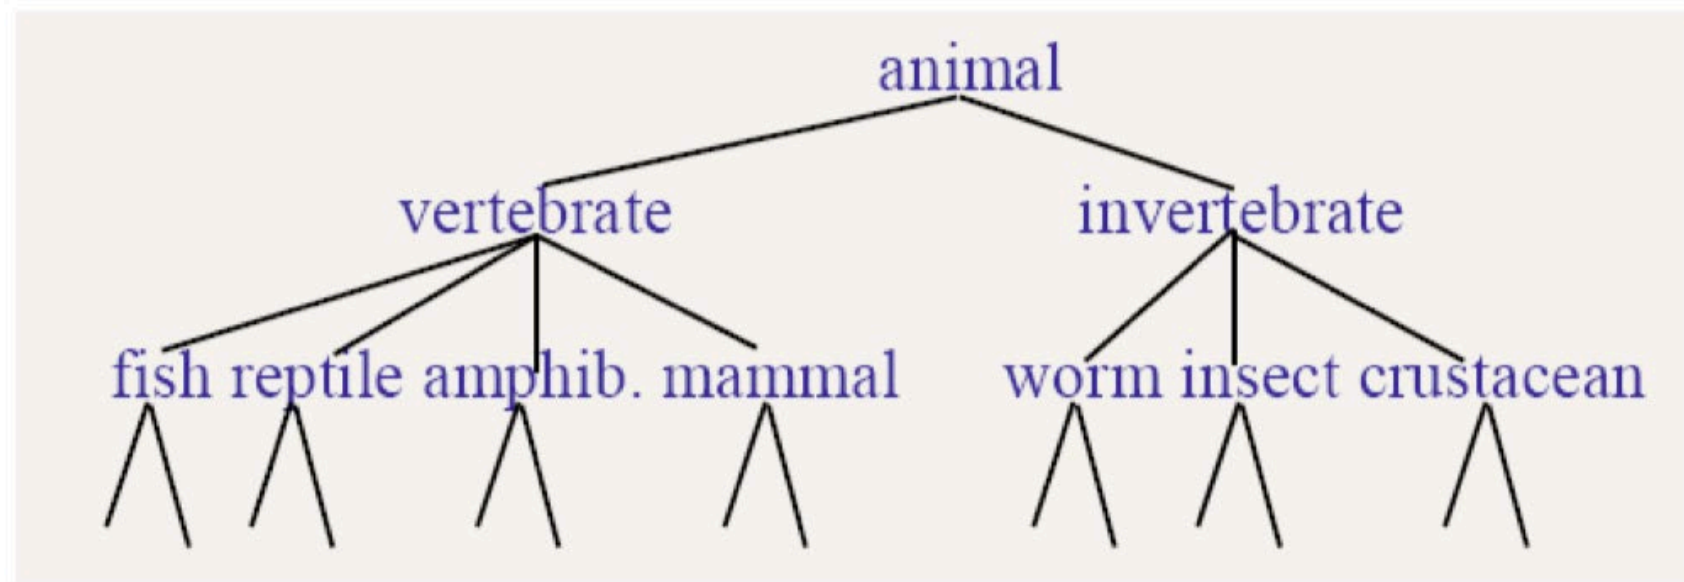 animal
vertebrate invertebrate
fish reptile amphib. mammal worm insect crustacean